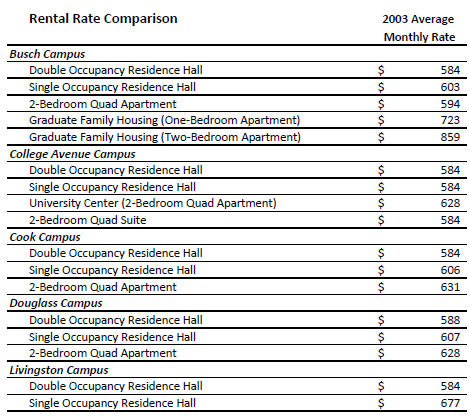 Rental Rate Comparison 2003 Average
Monthly Rate
Busch Campus
Double Occupancy Residence Hall $ 584
Single Occupancy Residence Hall $ 603
2-Bedroom Quad Apartment $ 594
Graduate Family Housing (One-Bedroom Apartment) $ 723
Graduate Family Housing (Two-Bedroom Apartment) $ 859
College Avenue Campus
Double Occupancy Residence Hall $ 584
Single Occupancy Residence Hall $ 584
University Center (2-Bedroom Quad Apartment) $ 628
2-Bedroom Quad Suite $ 584
Cook Campus
Double Occupancy Residence Hall $ 584
Single Occupancy Residence Hall $ 606
2-Bedroom Quad Apartment $ 631
Douglass Campus
Double Occupancy Residence Hall $ 588
Single Occupancy Residence Hall $ 607
2-Bedroom Quad Apartment $ 628
Livingston Campus
Double Occupancy Residence Hall $ 584
Single Occupancy Residence Hall $ 677